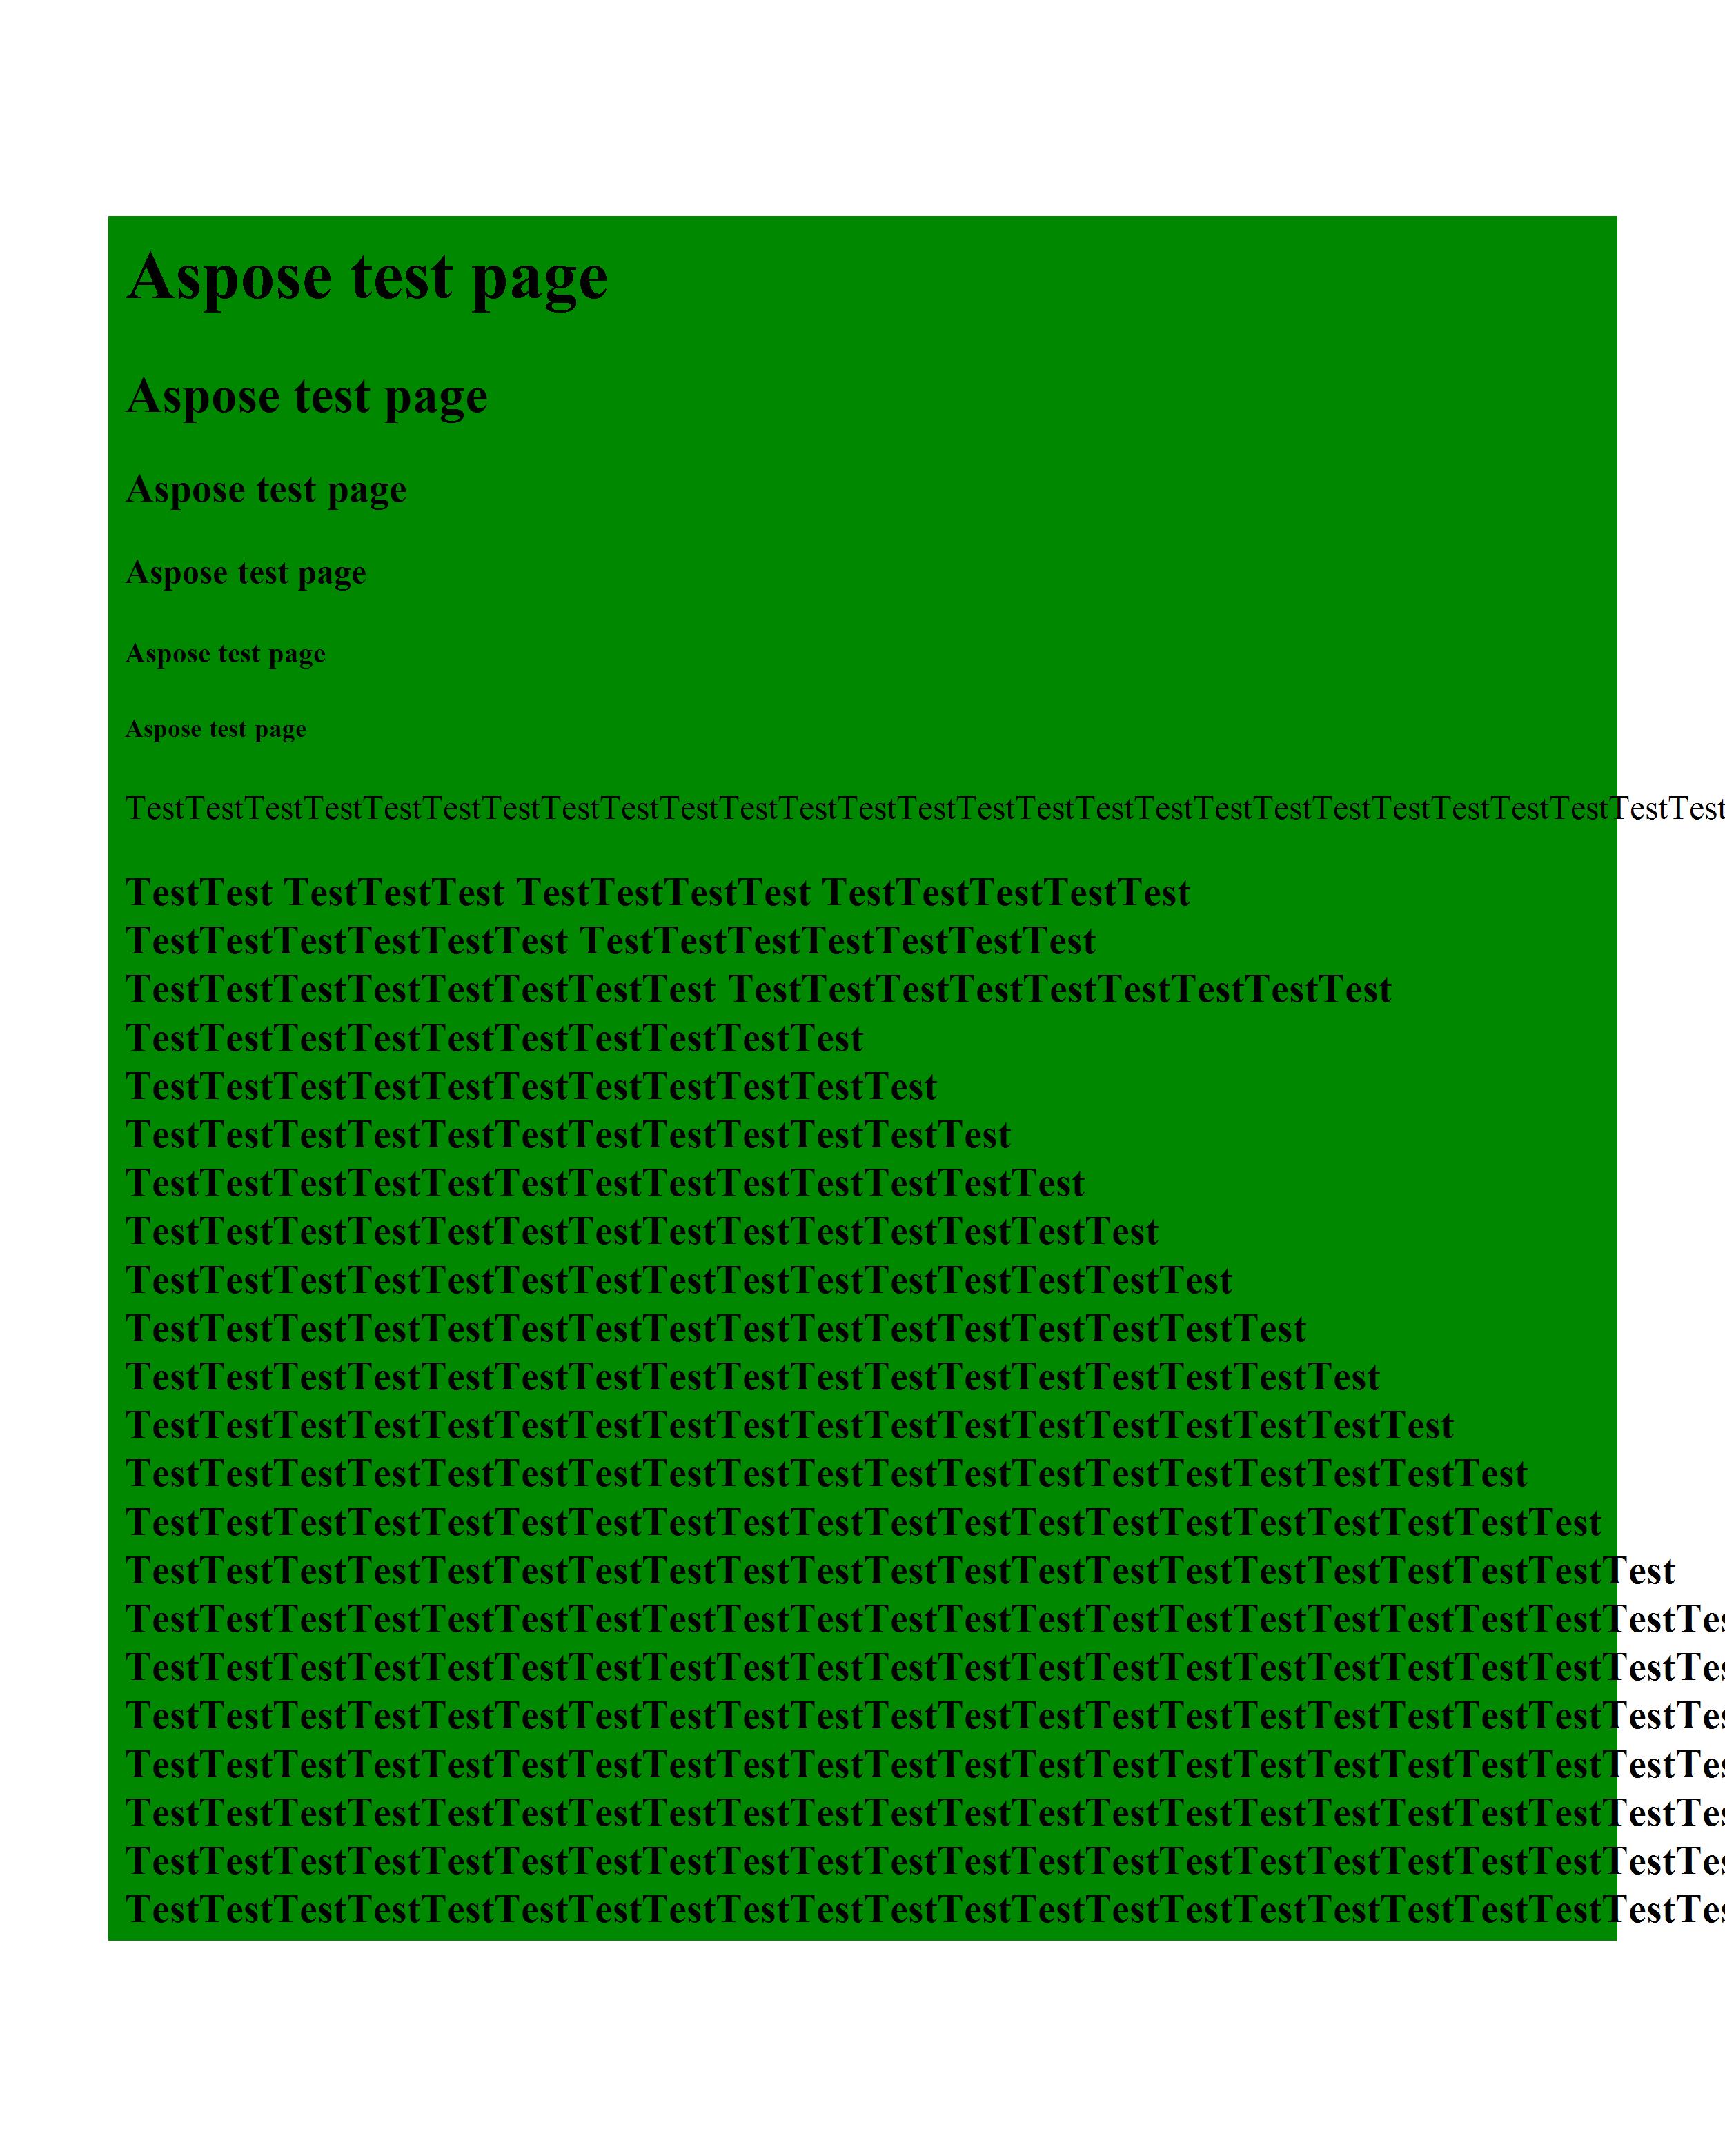 Aspose test page
Aspose test page
Aspose test page
Aspose test page
Aspose test page
Aspose test page
TestTestTestTestTestTestTestTestTestTestTestTestTestTestTestTestTestTestTestTestTestTestTestTestTestTestTest
TestTest TestTestTest TestTestTestTest TestTestTestTestTest
TestTestTestTestTestTest TestTestTestTestTestTestTest
TestTestTestTestTestTestTestTest TestTestTestTestTestTestTestTestTest
TestTestTestTestTestTestTestTestTestTest
TestTestTestTestTestTestTestTestTestTestTest
TestTestTestTestTestTestTestTestTestTestTestTest
TestTestTestTestTestTestTestTestTestTestTestTestTest
TestTestTestTestTestTestTestTestTestTestTestTestTestTest
TestTestTestTestTestTestTestTestTestTestTestTestTestTestTest
TestTestTestTestTestTestTestTestTestTestTestTestTestTestTestTest
TestTestTestTestTestTestTestTestTestTestTestTestTestTestTestTestTest
TestTestTestTestTestTestTestTestTestTestTestTestTestTestTestTestTestTest
TestTestTestTestTestTestTestTestTestTestTestTestTestTestTestTestTestTestTest
TestTestTestTestTestTestTestTestTestTestTestTestTestTestTestTestTestTestTestTest
TestTestTestTestTestTestTestTestTestTestTestTestTestTestTestTestTestTestTestTestTest
TestTestTestTestTestTestTestTestTestTestTestTestTestTestTestTestTestTestTestTestTestTes
TestTestTestTestTestTestTestTestTestTestTestTestTestTestTestTestTestTestTestTestTestTes
TestTestTestTestTestTestTestTestTestTestTestTestTestTestTestTestTestTestTestTestTestTes
TestTestTestTestTestTestTestTestTestTestTestTestTestTestTestTestTestTestTestTestTestTes
TestTestTestTestTestTestTestTestTestTestTestTestTestTestTestTestTestTestTestTestTestTes
TestTestTestTestTestTestTestTestTestTestTestTestTestTestTestTestTestTestTestTestTestTes
TestTestTestTestTestTestTestTestTestTestTestTestTestTestTestTestTestTestTestTestTestTes